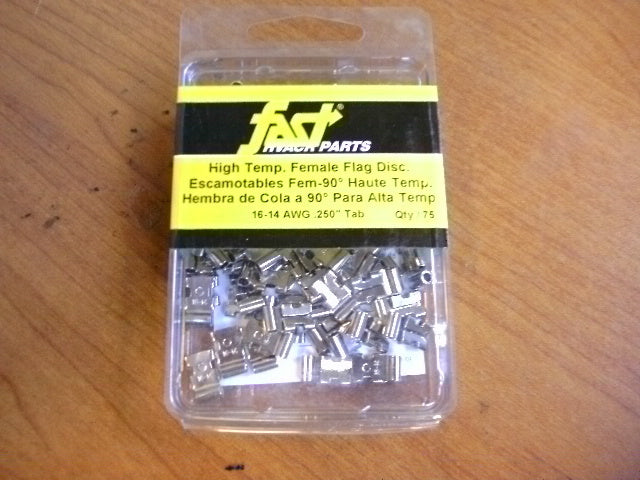 fast®
HVACR PARTS
High Temp. Female Flag Disc.
Escamotables Fem-90° Haute Temp.
Hembra de Cola a 90° Para Alta Temp
16-14 AWG .250" Tab Qty : 75